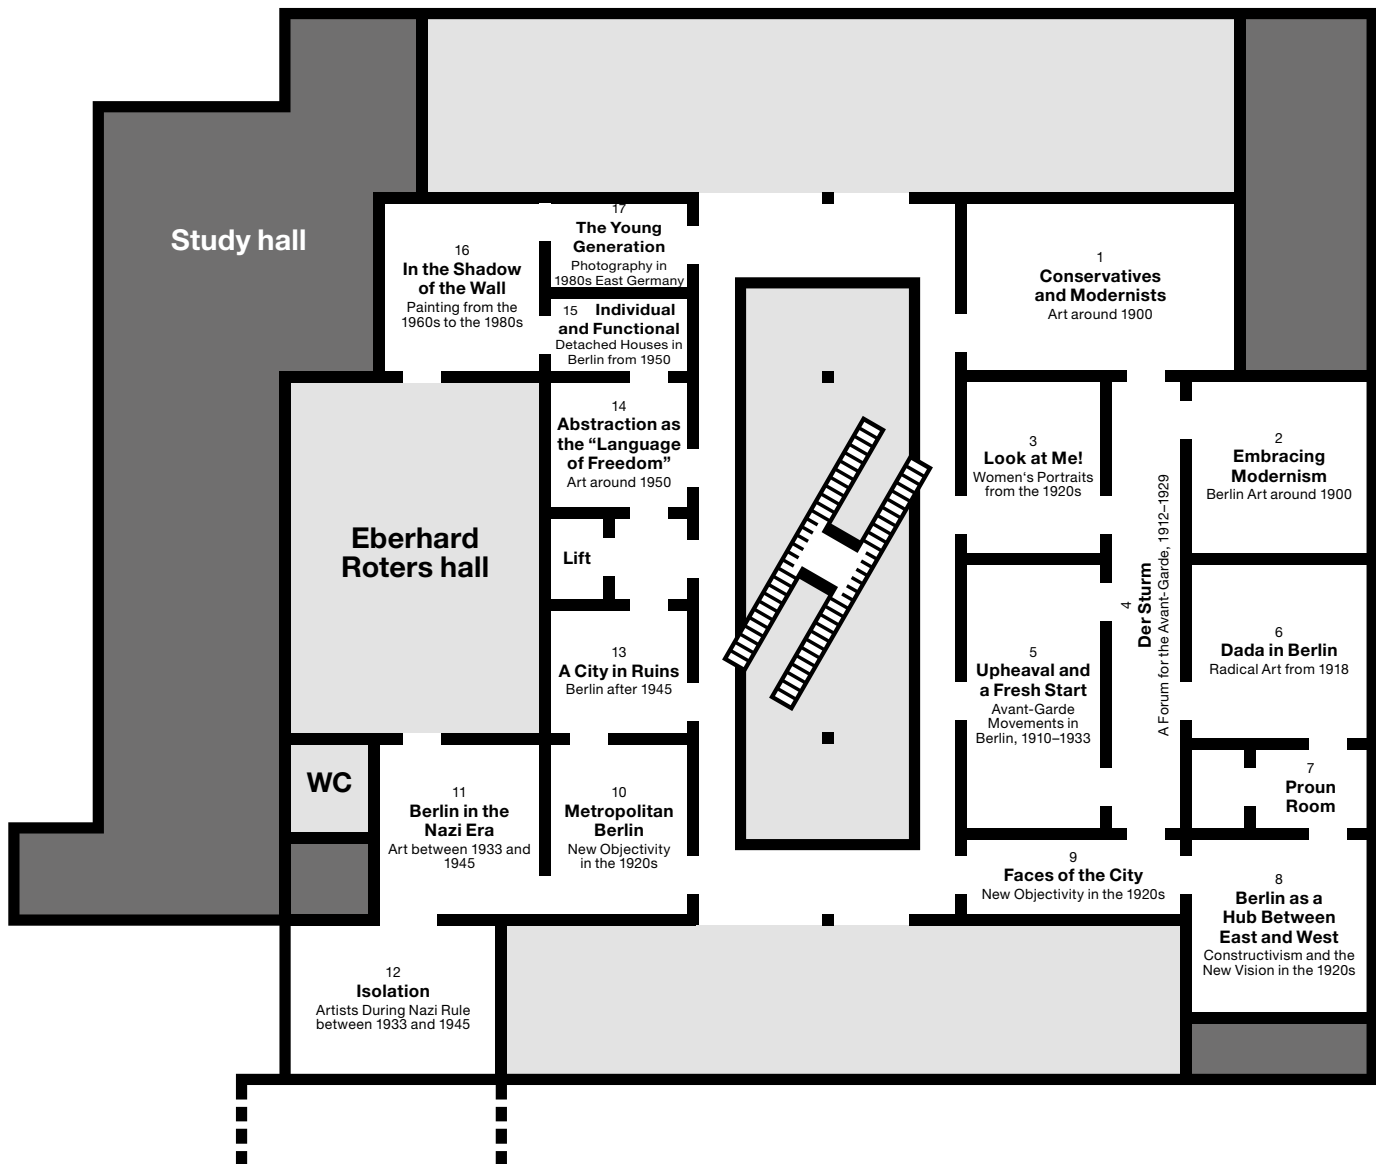 Study hall
16
In the Shadow
of the Wall
Painting from the
1960s to the 1980s
17
The Young
Generation
Photography in
1980s East Germany
15 Individual
and Functional
Detached Houses in
Berlin from 1950
14
Abstraction as
the “Language
of Freedom”
Art around 1950
Lift
Eberhard
Roters hall
13
A City in Ruins
Berlin after 1945
WC
11
Berlin in the
Nazi Era
Art between 1933 and
1945
10
Metropolitan
Berlin
New Objectivity
in the 1920s
12
Isolation
Artists During Nazi Rule
between 1933 and 1945
1
Conservatives
and Modernists
Art around 1900
3
Look at Me!
Women‘s Portraits
from the 1920s
2
Embracing
Modernism
Berlin Art around 1900
4
Der Sturm
A Forum for the Avant-Garde, 1912–1929
5
Upheaval and
a Fresh Start
Avant-Garde
Movements in
Berlin, 1910–1933
6
Dada in Berlin
Radical Art from 1918
7
Proun
Room
9
Faces of the City
New Objectivity in the 1920s
8
Berlin as a
Hub Between
East and West
Constructivism and the
New Vision in the 1920s